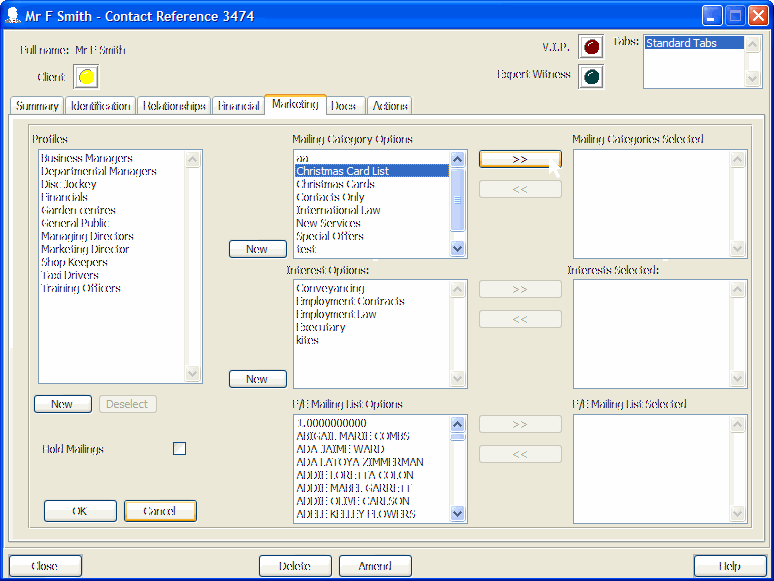 Mr F Smith - Contact Reference 3474
Full name: Mr F Smith
V.I.P.
Tabs:
Standard Tabs
Client
Expert Witness
Summary
Identification
Relationships
Financial
Marketing
Docs
Actions
Profiles
Business Managers
Departmental Managers
Disc Jockey
Financials
Garden centres
General Public
Managing Directors
Marketing Director
Shop Keepers
Taxi Drivers
Training Officers
New
Deselect
Hold Mailings
OK
Cancel
Mailing Category Options
aa
Christmas Card List
Christmas Cards
Contacts Only
International Law
New Services
Special Offers
test
New
>>
<<
Mailing Categories Selected
Interest Options:
Conveyancing
Employment Contracts
Employment Law
Executary
kites
New
>>
<<
Interests Selected:
F/E Mailing List Options
1.0000000000
ABIGAIL MARIE COMBS
ADA JAIME WARD
ADA LATOYA ZIMMERMAN
ADDIE LORETTA COLON
ADDIE MABEL GARRETT
ADDIE OLIVE CARLSON
ADELE KELLEY FLOWERS
>>
<<
F/E Mailing List Selected
Close
Delete
Amend
Help